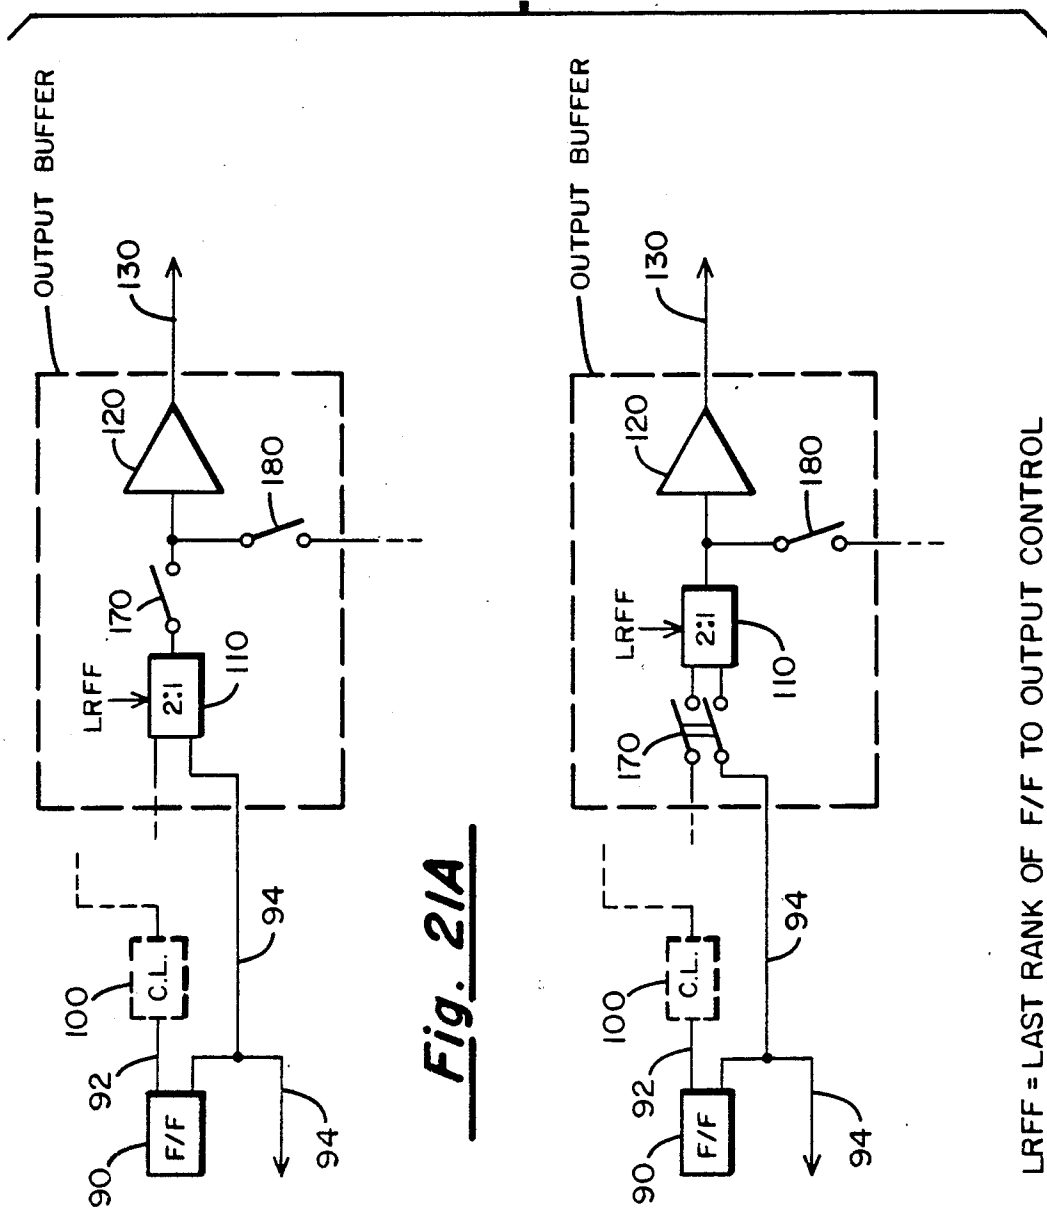 OUTPUT BUFFER
130
120
180
170
LRFF
2:1
110
94
100
C.L.
92
90
F/F
94
Fig. 21A
OUTPUT BUFFER
130
120
180
LRFF
2:1
110
170
94
100
C.L.
92
90
F/F
94
LRFF = LAST RANK OF F/F TO OUTPUT CONTROL